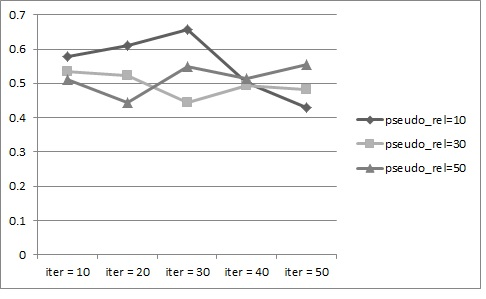 0.7
0.6
0.5
0.4
0.3
0.2
0.1
0
iter = 10 iter = 20 iter = 30 iter = 40 iter = 50
pseudo_rel=10
pseudo_rel=30
pseudo_rel=50